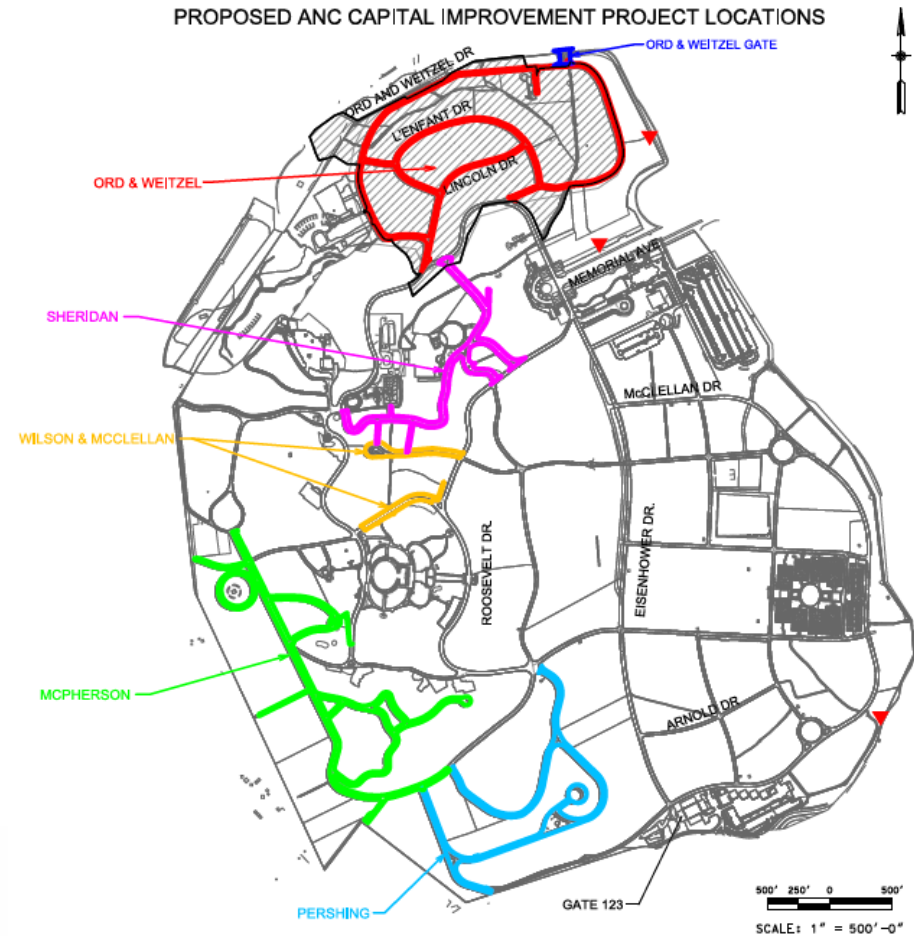 PROPOSED ANC CAPITAL IMPROVEMENT PROJECT LOCATIONS
ORD & WEITZEL GATE
ORD AND WEITZEL DR
L'ENFANT DR.
ORD & WEITZEL
LINCOLN DR
MEMORIAL AVE
SHERIDAN
McCLELLAN DR
WILSON & MCCLELLAN
ROOSEVELT DR.
EISENHOWER DR.
MCPHERSON
ARNOLD DR.
PERSHING
GATE 123
500' 250' 0 500'
SCALE: 1" = 500'-0"